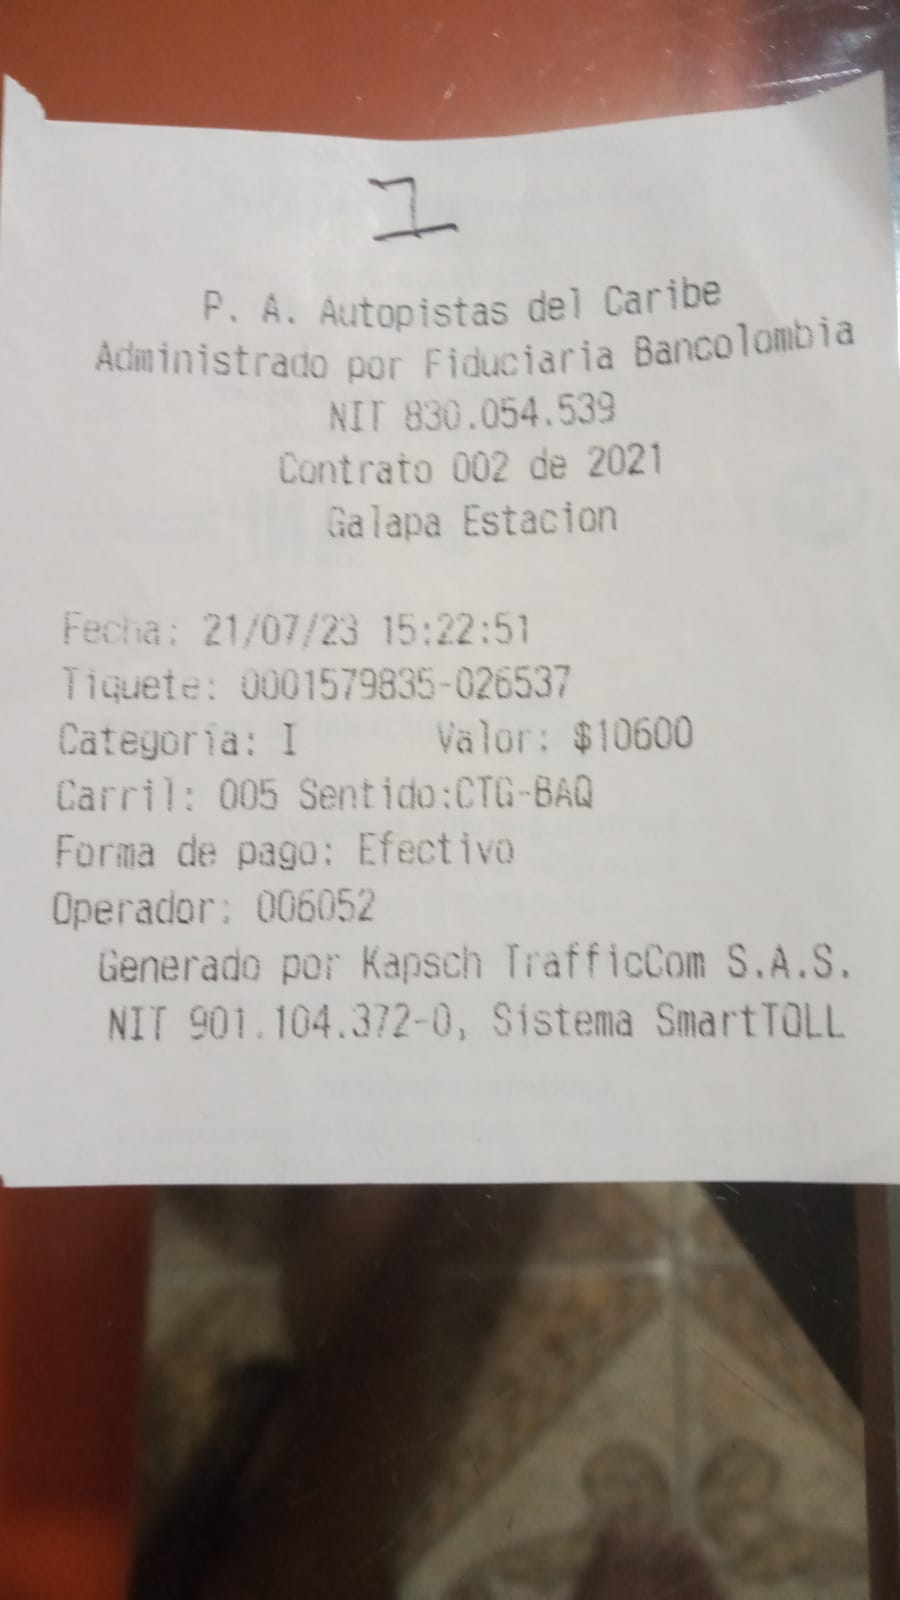 1
P. A. Autopistas del Caribe
Administrado por Fiduciaria Bancolombia
NIT 830.054.539
Contrato 002 de 2021
Galapa Estacion
Fecha: 21/07/23 15:22:51
Tiquete: 0001579835-026537
Categoria: I Valor: $10600
Carril: 005 Sentido:CTG-BAQ
Forma de pago: Efectivo
Operador: 006052
Generado por Kapsch TrafficCom S.A.S.
NIT 901.104.372-0, Sistema SmartTOLL